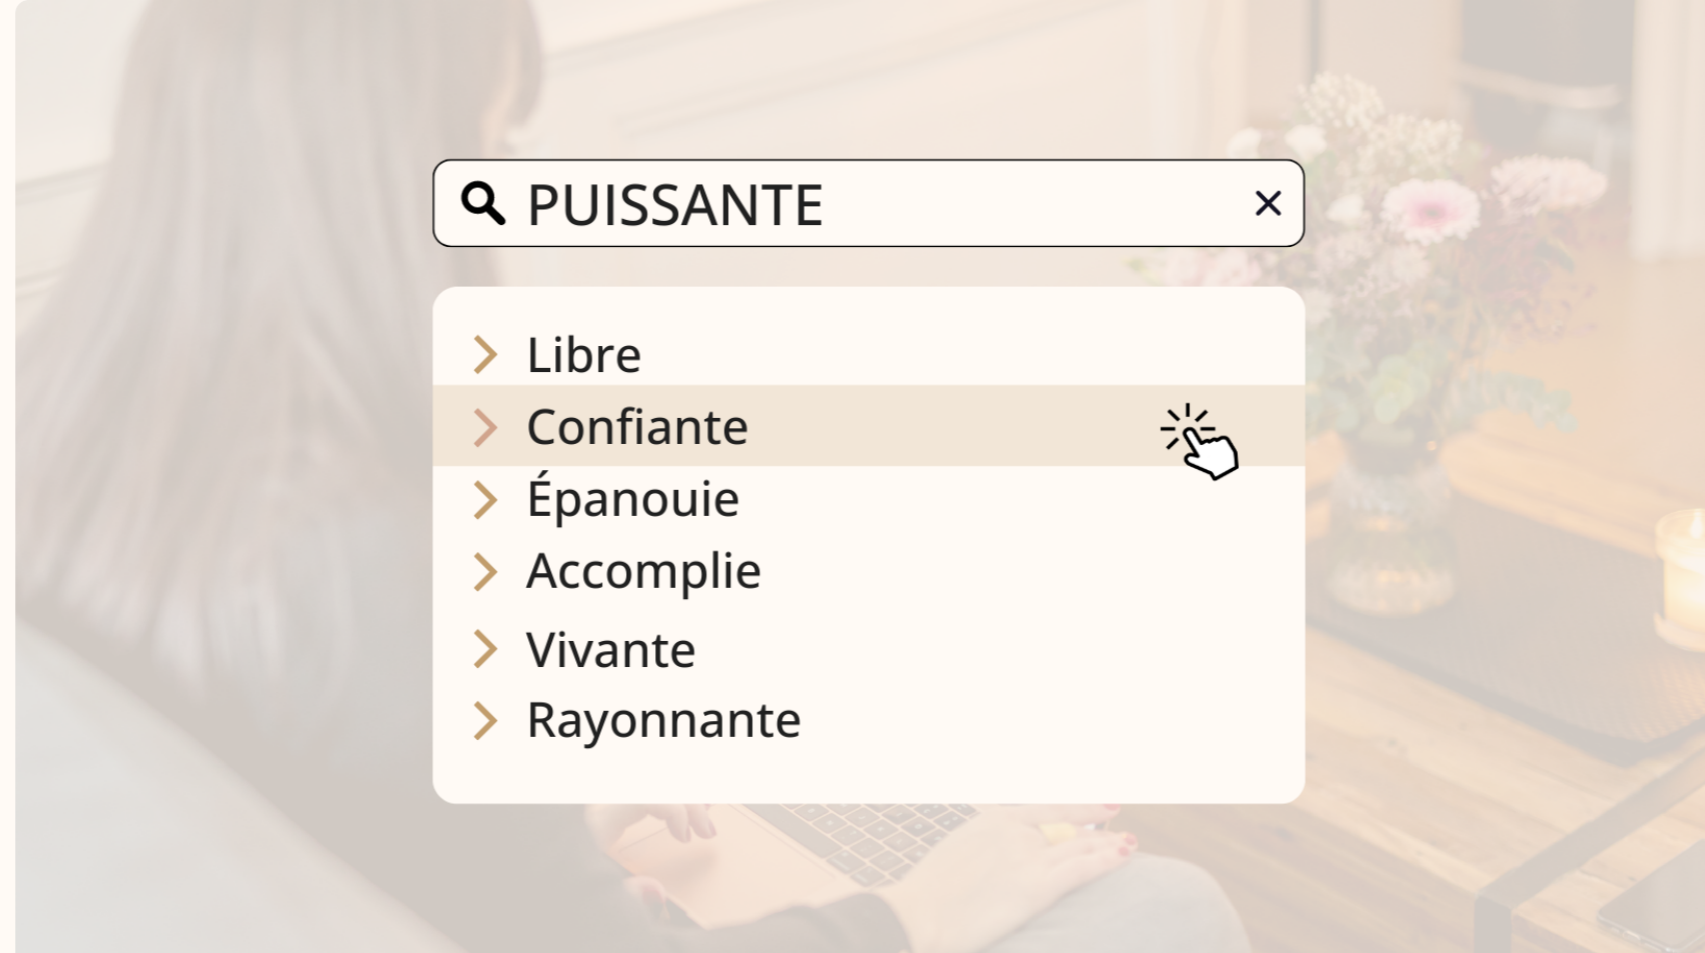 PUISSANTE
Libre
Confiante
Épanouie
Accomplie
Vivante
Rayonnante